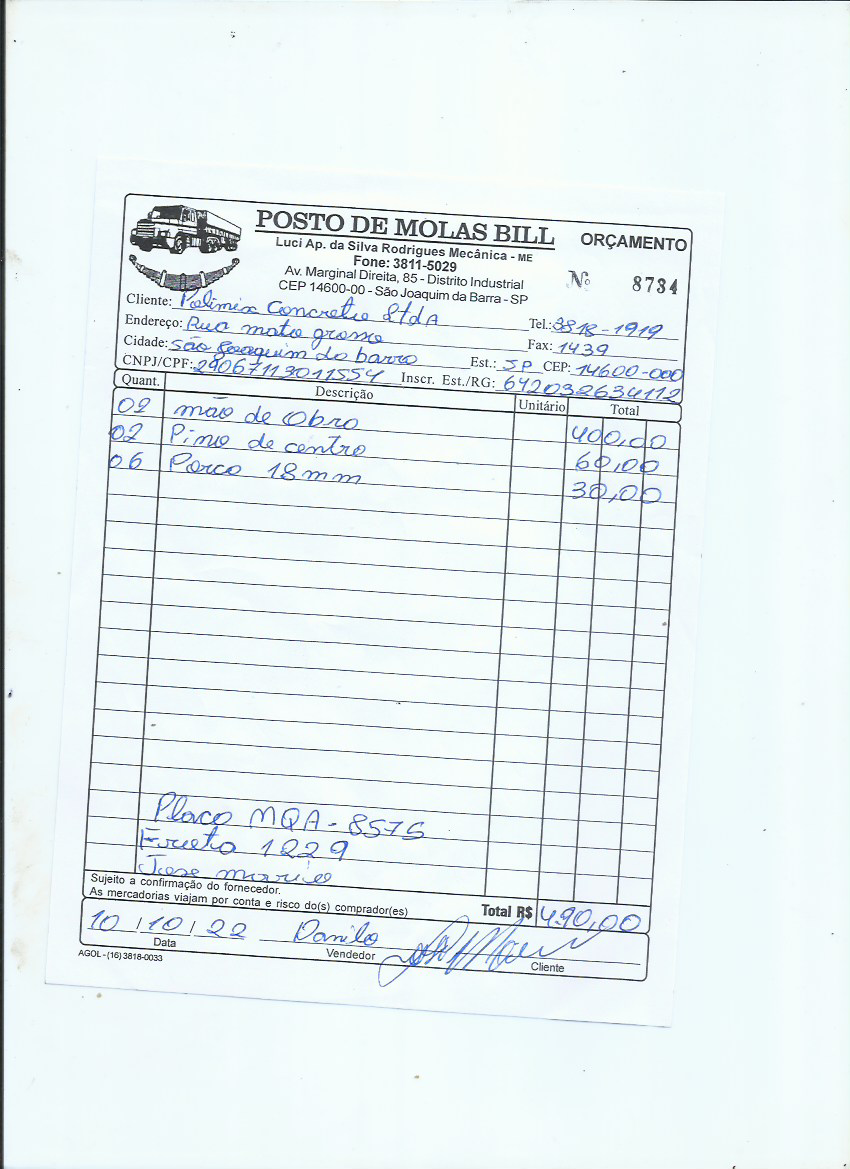 POSTO DE MOLAS BILL
ORÇAMENTO
Luci Ap. da Silva Rodrigues Mecânica - ME
Fone: 3811-5029
Av. Marginal Direita, 85 - Distrito Industrial
CEP 14600-00 - São Joaquim da Barra - SP
Nº 8734
Cliente: Polimix Concreto LtdA Tel.: 3818-1919
Endereço: Rua mato grosso Fax: 1439
Cidade: São Joaquim da barra Est.: SP CEP: 14600-000
CNPJ/CPF: 29067113011554 Inscr. Est./RG: 642032634112
Quant. Descrição Unitário Total
02 mão de Obra 400,00
02 Pino de centro 60,00
06 Porca 18mm 30,00
Placa MQA-8575
Frota 1229
Jose mario
Sujeito a confirmação do fornecedor.
As mercadorias viajam por conta e risco do(s) comprador(es)
Total R$ 490,00
10 / 10 / 22 Danilo
Data Vendedor Cliente
AGOL - (16) 3818-0033